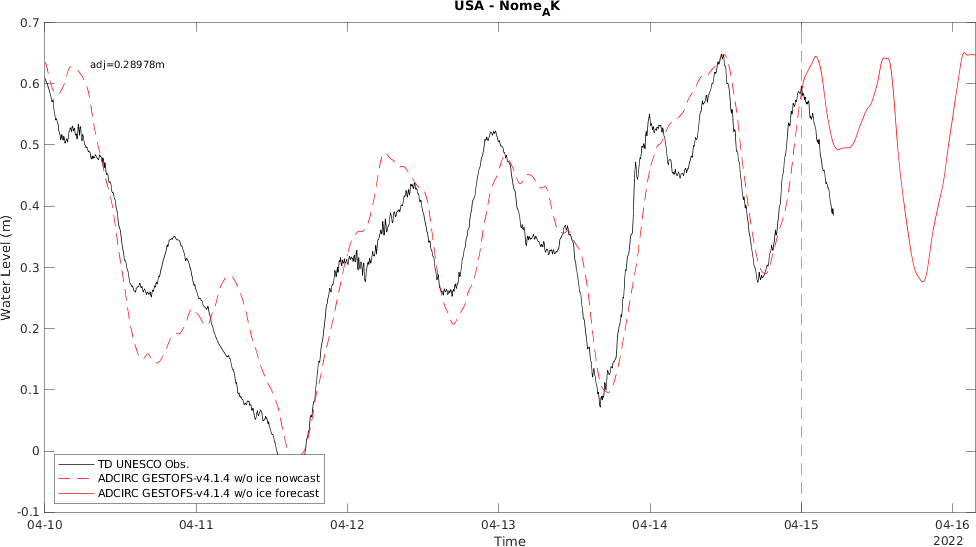 USA - Nome_AK
0.7
adj=0.28978m
0.6
0.5
0.4
0.3
0.2
0.1
0
-0.1
Water Level (m)
TD UNESCO Obs.
ADCIRC GESTOFS-v4.1.4 w/o ice nowcast
ADCIRC GESTOFS-v4.1.4 w/o ice forecast
04-10 04-11 04-12 04-13 04-14 04-15 04-16
Time 2022